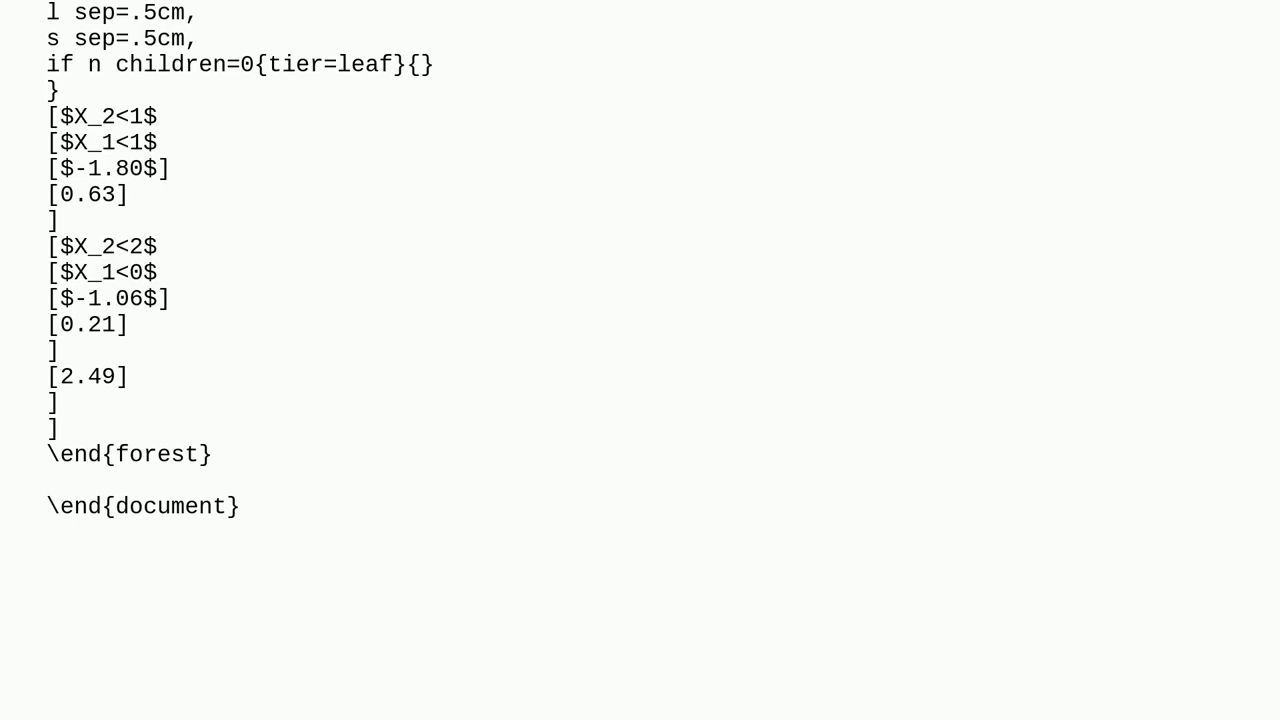 l sep=.5cm,
s sep=.5cm,
if n children=0{tier=leaf}{}
}
[$X_2<1$
[$X_1<1$
[$-1.80$]
[0.63]
]
[$X_2<2$
[$X_1<0$
[$-1.06$]
[0.21]
]
[2.49]
]
]
\end{forest}

\end{document}